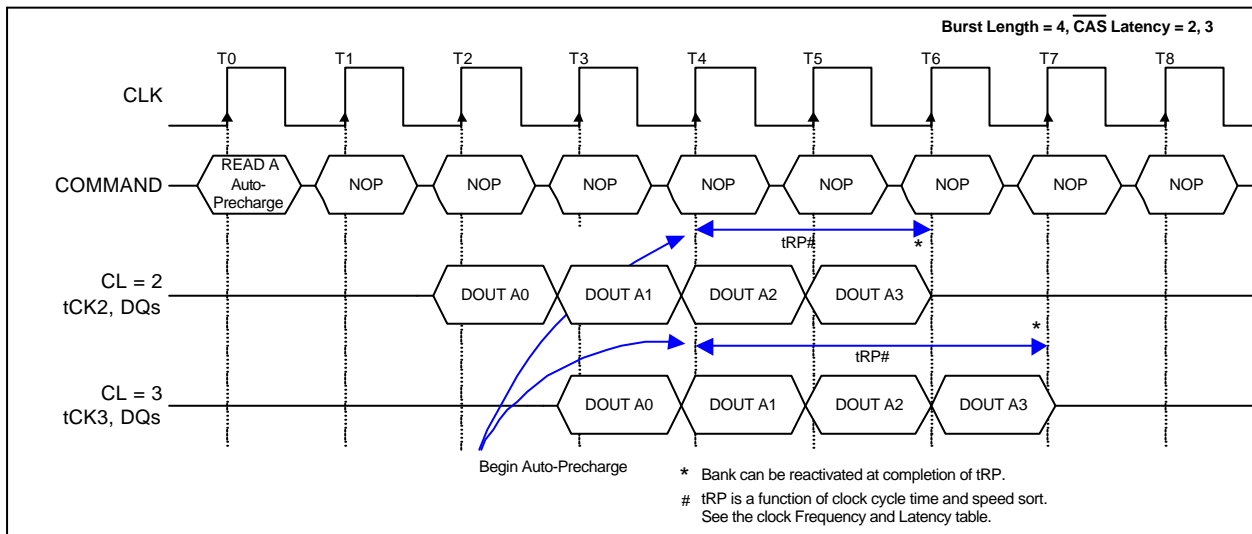 Burst Length = 4, CAS Latency = 2, 3
T0 T1 T2 T3 T4 T5 T6 T7 T8
CLK
COMMAND
READ A
Auto-
Precharge
NOP NOP NOP NOP NOP NOP NOP NOP
tRP# *
CL = 2
tCK2, DQs
DOUT A0 DOUT A1 DOUT A2 DOUT A3
tRP# *
CL = 3
tCK3, DQs
DOUT A0 DOUT A1 DOUT A2 DOUT A3
Begin Auto-Precharge
* Bank can be reactivated at completion of tRP.
# tRP is a function of clock cycle time and speed sort.
See the clock Frequency and Latency table.